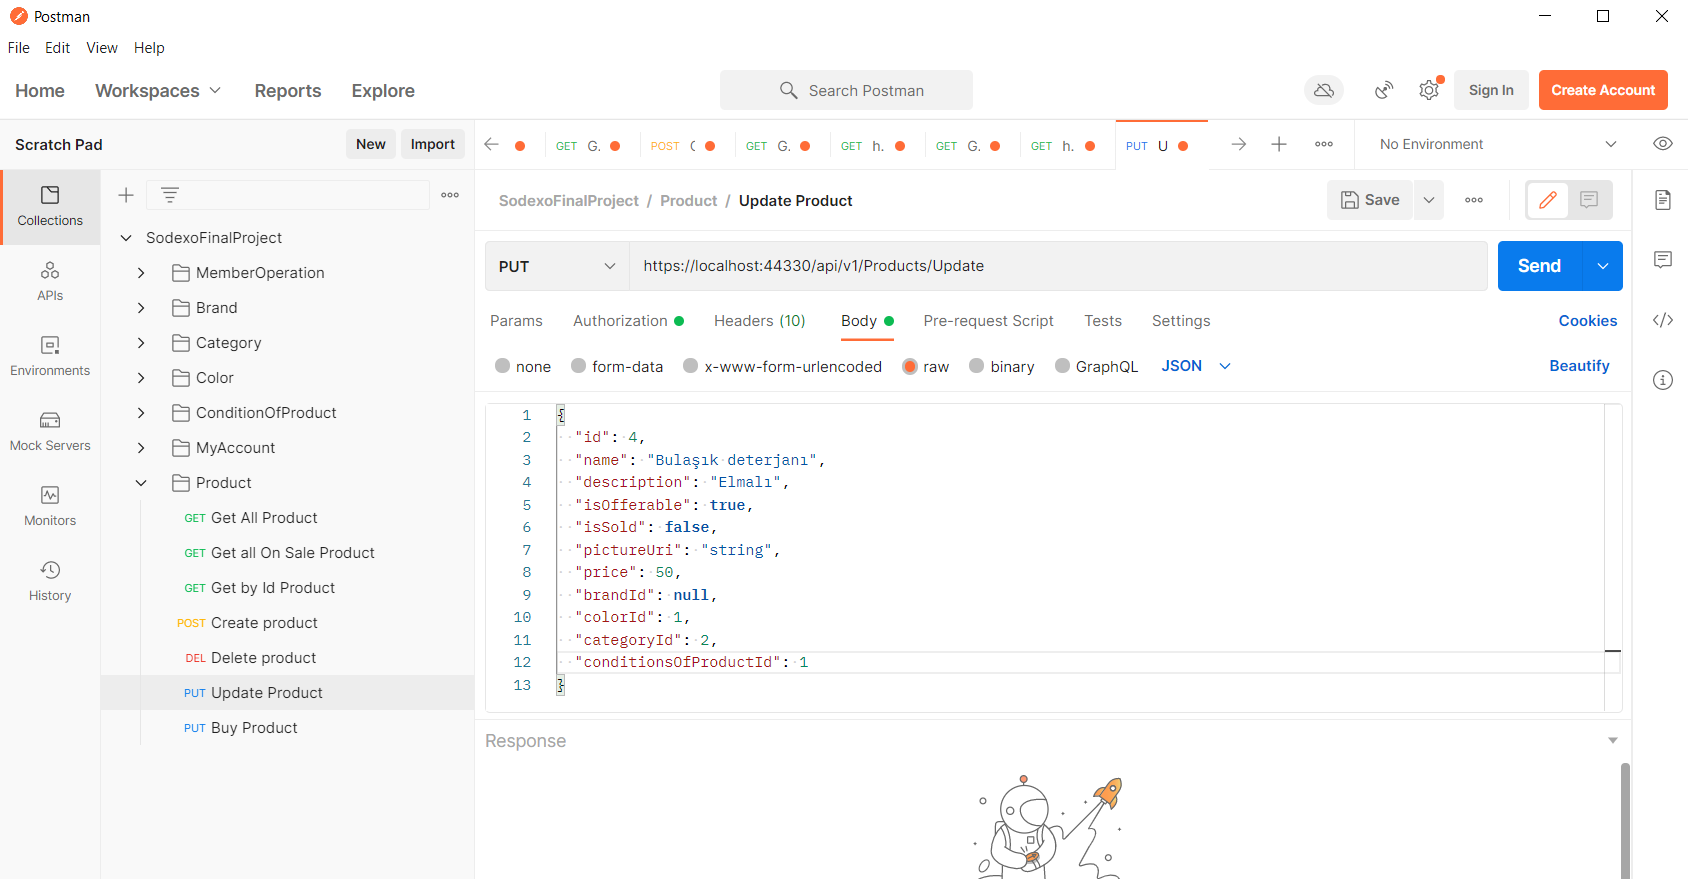 Postman
File Edit View Help
Home Workspaces Reports Explore Search Postman Sign In Create Account
Scratch Pad New Import
GET G. POST GET G. GET h. GET G. GET h. PUT U No Environment
Collections
APIs
Environments
Mock Servers
Monitors
History
SodexoFinalProject
MemberOperation
Brand
Category
Color
ConditionOfProduct
MyAccount
Product
GET Get All Product
GET Get all On Sale Product
GET Get by Id Product
POST Create product
DEL Delete product
PUT Update Product
PUT Buy Product
SodexoFinalProject / Product / Update Product Save
PUT https://localhost:44330/api/v1/Products/Update Send
Params Authorization Headers (10) Body Pre-request Script Tests Settings Cookies
none form-data x-www-form-urlencoded raw binary GraphQL JSON Beautify
1 {
2 "id": 4,
3 "name": "Bulaşık deterjanı",
4 "description": "Elmalı",
5 "isOfferable": true,
6 "isSold": false,
7 "pictureUri": "string",
8 "price": 50,
9 "brandId": null,
10 "colorId": 1,
11 "categoryId": 2,
12 "conditionsOfProductId": 1
13 }
Response